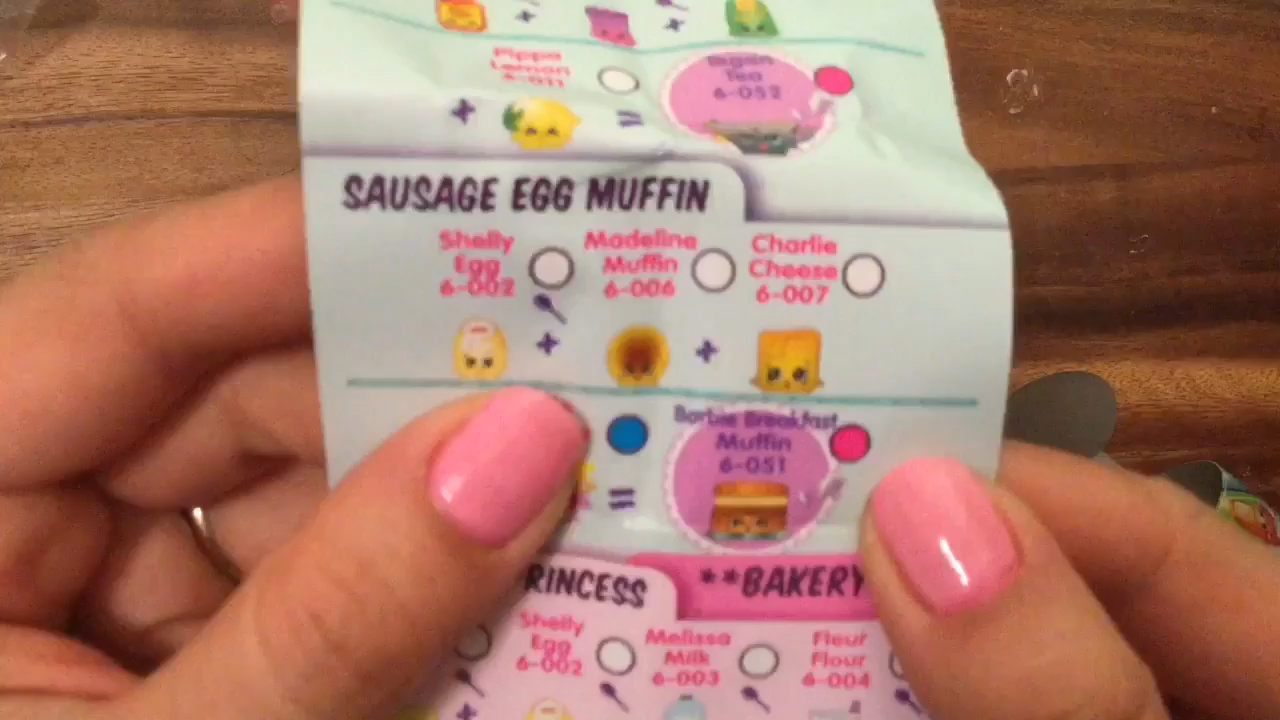 Pippa
Lemon
6-011
Tea
6-052
+ =
SAUSAGE EGG MUFFIN
Shelly
Egg
6-002
Madeline
Muffin
6-006
Charlie
Cheese
6-007
+ +
Barbie Breakfast
Muffin
6-051
=
RINCESS
**BAKERY
Shelly
Egg
6-002
Melissa
Milk
6-003
Fleur
Flour
6-004
+